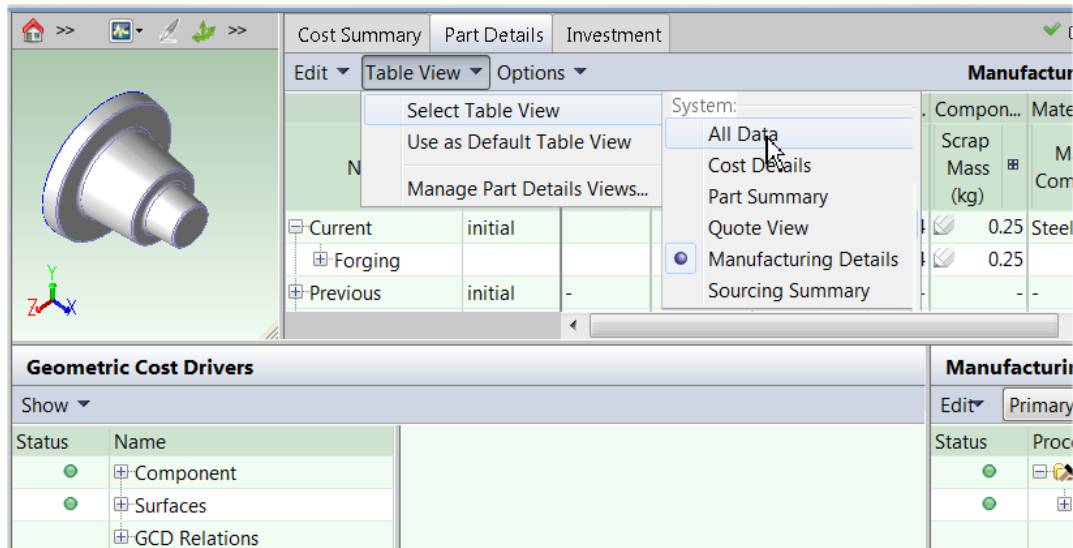 >> >>
Cost Summary Part Details Investment
Edit Table View Options Manufactur
Select Table View
Use as Default Table View
Manage Part Details Views...
System:
All Data
Cost Details
Part Summary
Quote View
Manufacturing Details
Sourcing Summary
Compon... Mate
Scrap
Mass
(kg)
M
Com
N
Current initial 0.25 Steel
Forging 0.25
Previous initial - - -
Y
Z X
Geometric Cost Drivers
Show
Status Name
Component
Surfaces
GCD Relations
Manufacturi
Edit Primary
Status Proc